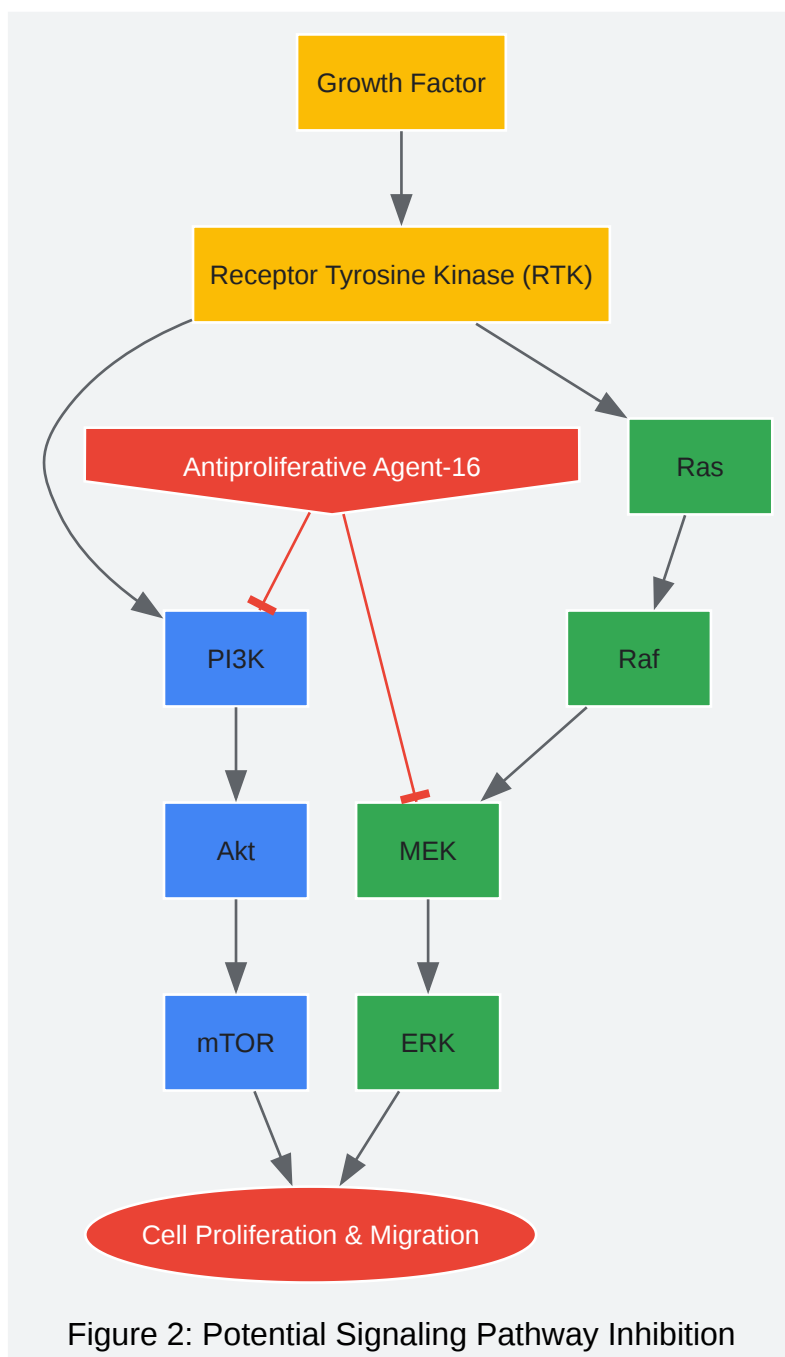 Growth Factor
Receptor Tyrosine Kinase (RTK)
Antiproliferative Agent-16
Ras
PI3K
Raf
Akt
MEK
mTOR
ERK
Cell Proliferation & Migration
Figure 2: Potential Signaling Pathway Inhibition